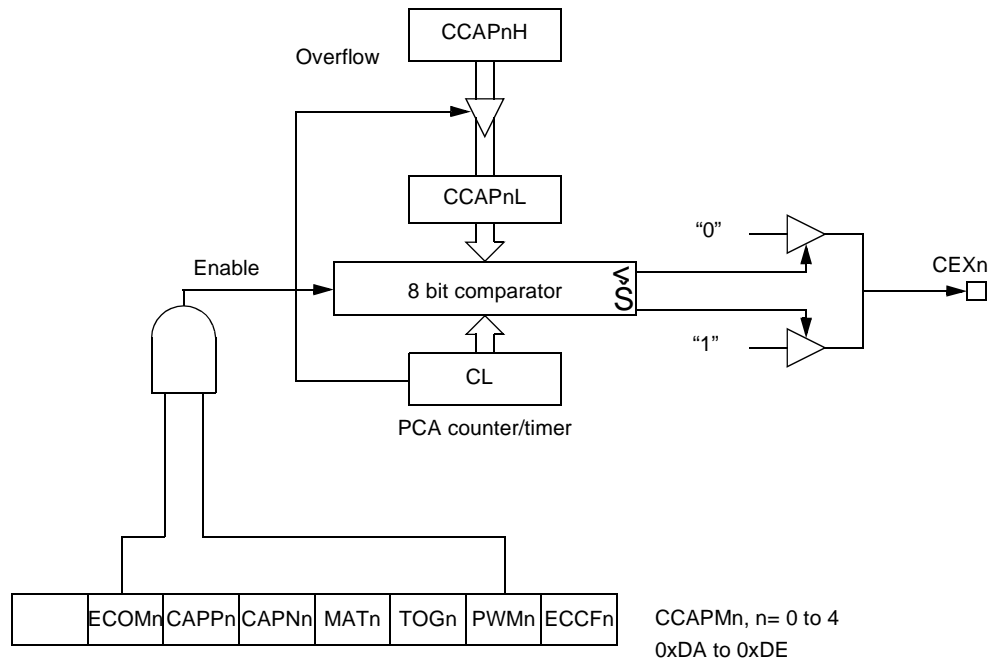 CCAPnH
Overflow
CCAPnL
“0”
CEXn
Enable
8 bit comparator
<
“1”
CL
PCA counter/timer
ECOMn CAPPn CAPNn MATn TOGn PWMn ECCFn
CCAPMn, n= 0 to 4
0xDA to 0xDE